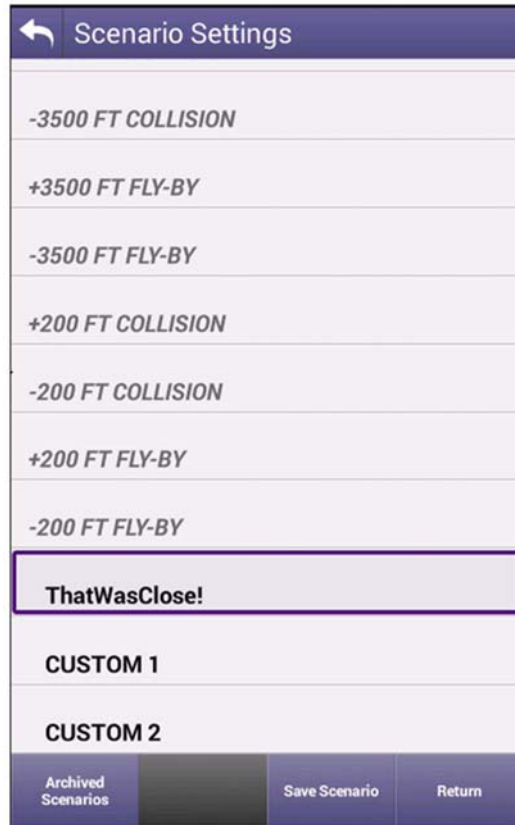 Scenario Settings
-3500 FT COLLISION
+3500 FT FLY-BY
-3500 FT FLY-BY
+200 FT COLLISION
-200 FT COLLISION
+200 FT FLY-BY
-200 FT FLY-BY
ThatWasClose!
CUSTOM 1
CUSTOM 2
Archived
Scenarios
Save Scenario
Return